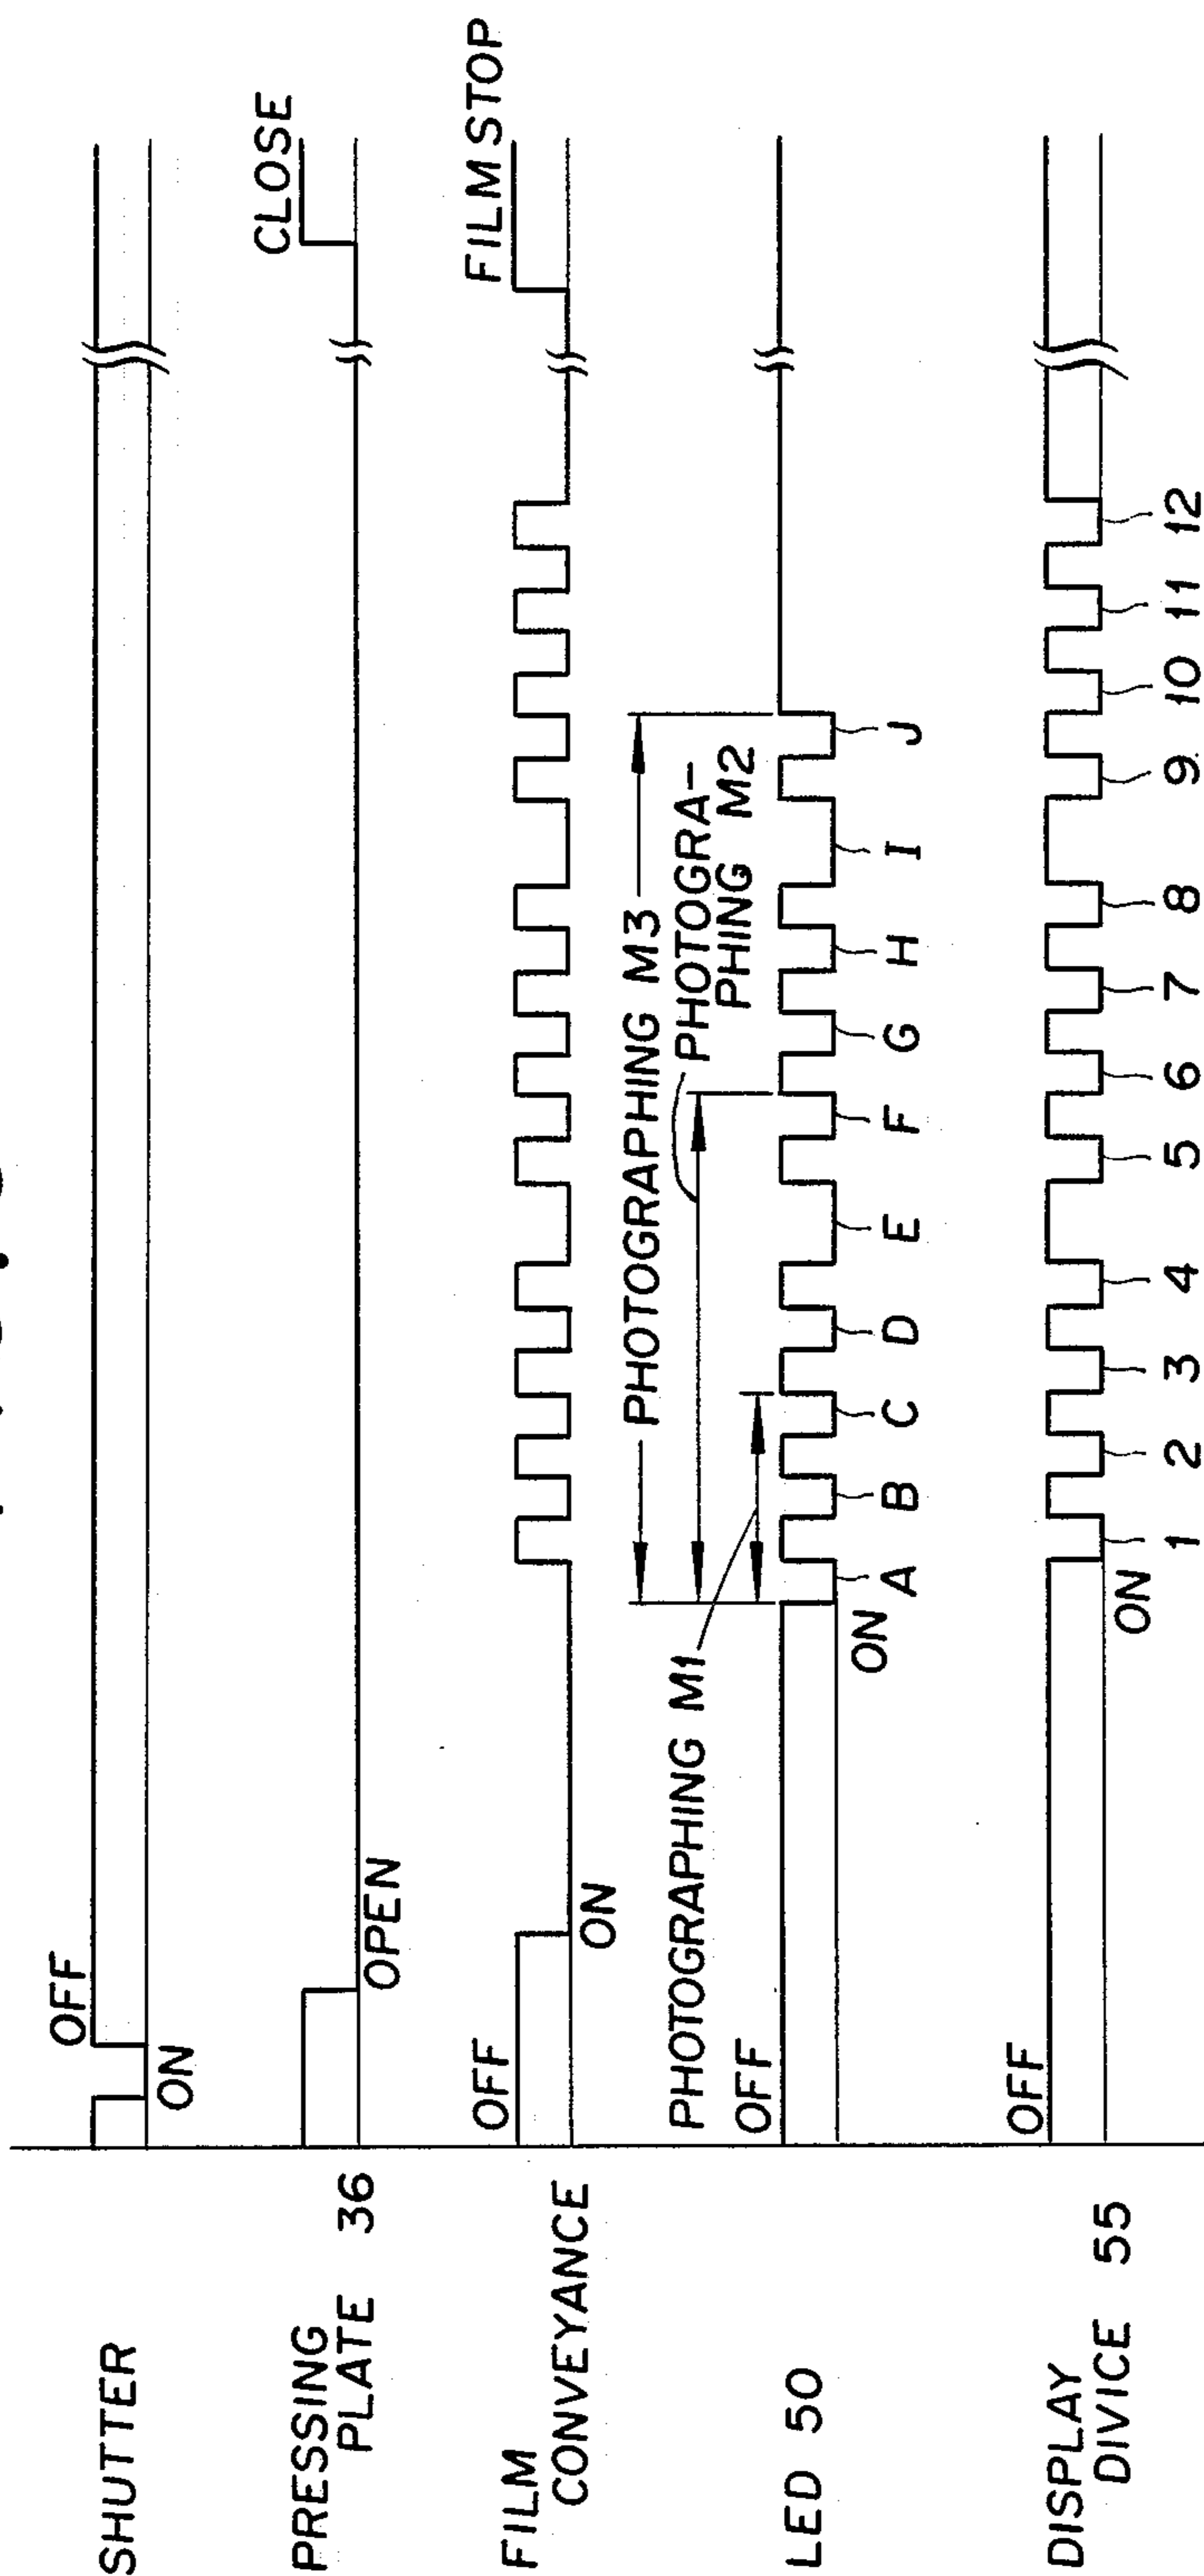 SHUTTER
OFF
ON
PRESSING
PLATE 36
OPEN
CLOSE
FILM
CONVEYANCE
OFF
ON
FILM STOP
PHOTOGRAPHING M3
PHOTOGRA-
PHING M2
PHOTOGRAPHING M1
LED 50
OFF
ON
A B C D E F G H I J
DISPLAY
DIVICE 55
OFF
ON
1 2 3 4 5 6 7 8 9 10 11 12